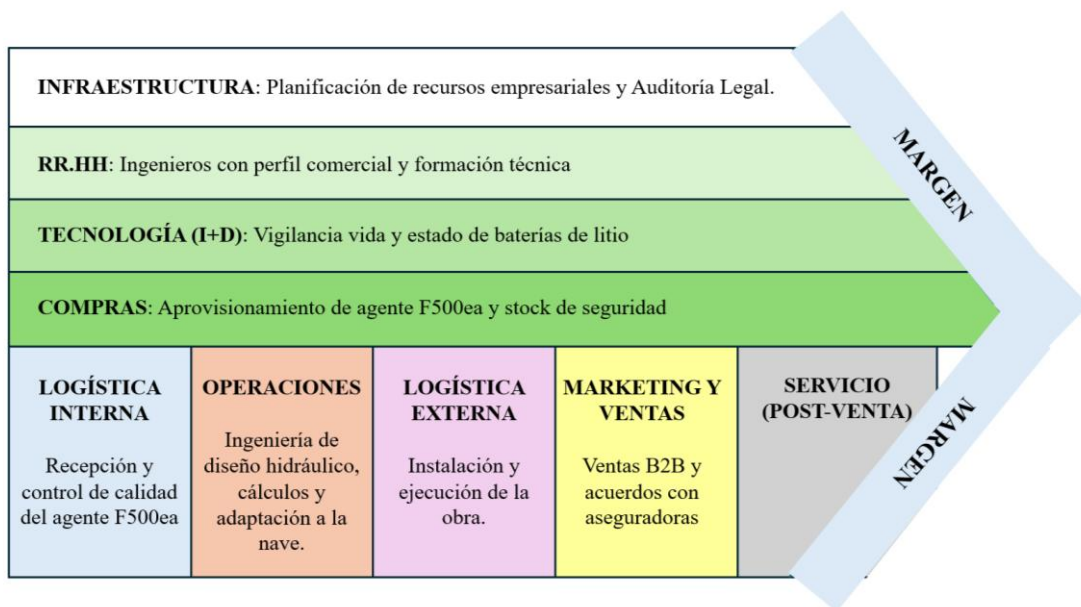 INFRAESTRUCTURA: Planificación de recursos empresariales y Auditoría Legal.
MARGEN
RR.HH: Ingenieros con perfil comercial y formación técnica
TECNOLOGÍA (I+D): Vigilancia vida y estado de baterías de litio
COMPRAS: Aprovisionamiento de agente F500ea y stock de seguridad
LOGÍSTICA
INTERNA
Recepción y
control de calidad
del agente F500ea
OPERACIONES
Ingeniería de
diseño hidráulico,
cálculos y
adaptación a la
nave.
LOGÍSTICA
EXTERNA
Instalación y
ejecución de la
obra.
MARKETING Y
VENTAS
Ventas B2B y
acuerdos con
aseguradoras
SERVICIO
(POST-VENTA)
MARGEN